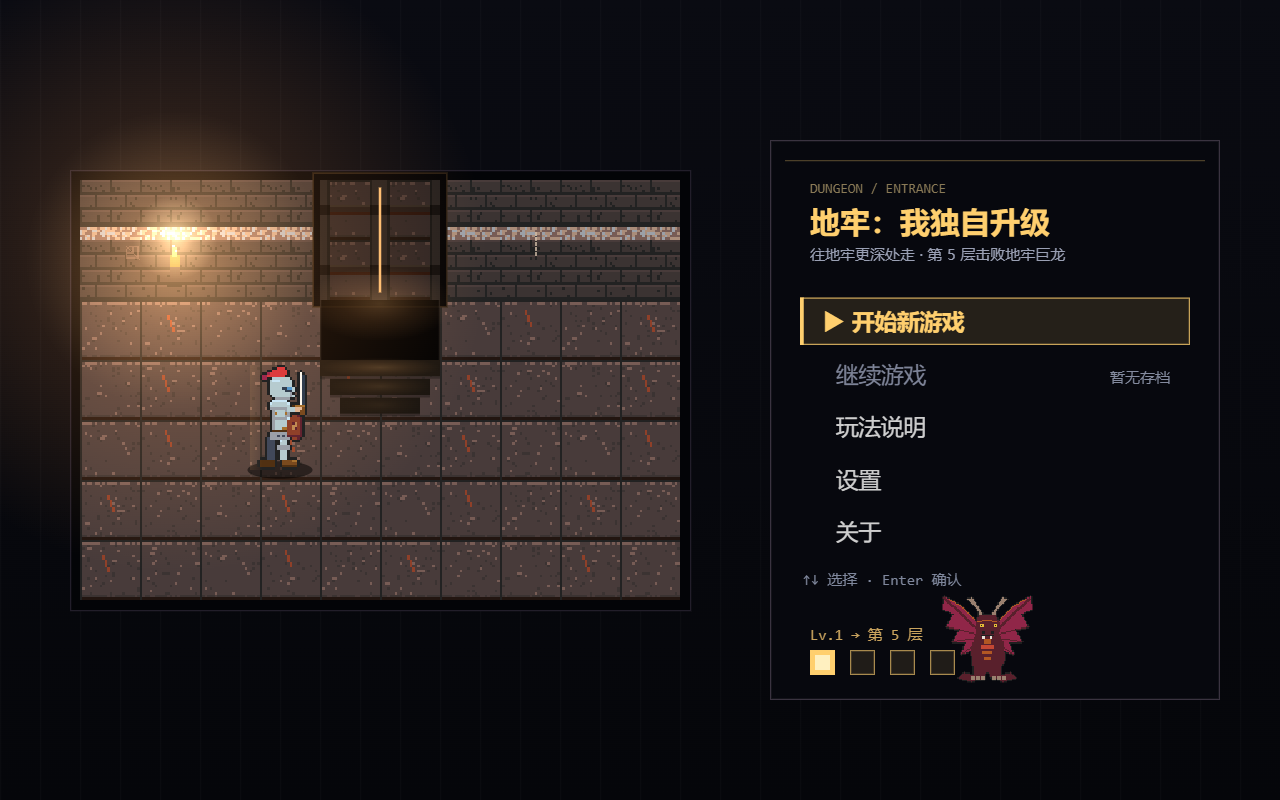 DUNGEON / ENTRANCE
地牢：我独自升级
往地牢更深处走 · 第 5 层击败地牢巨龙
▶ 开始新游戏
继续游戏 暂无存档
玩法说明
设置
关于
↑↓ 选择 · Enter 确认
Lv.1 → 第 5 层